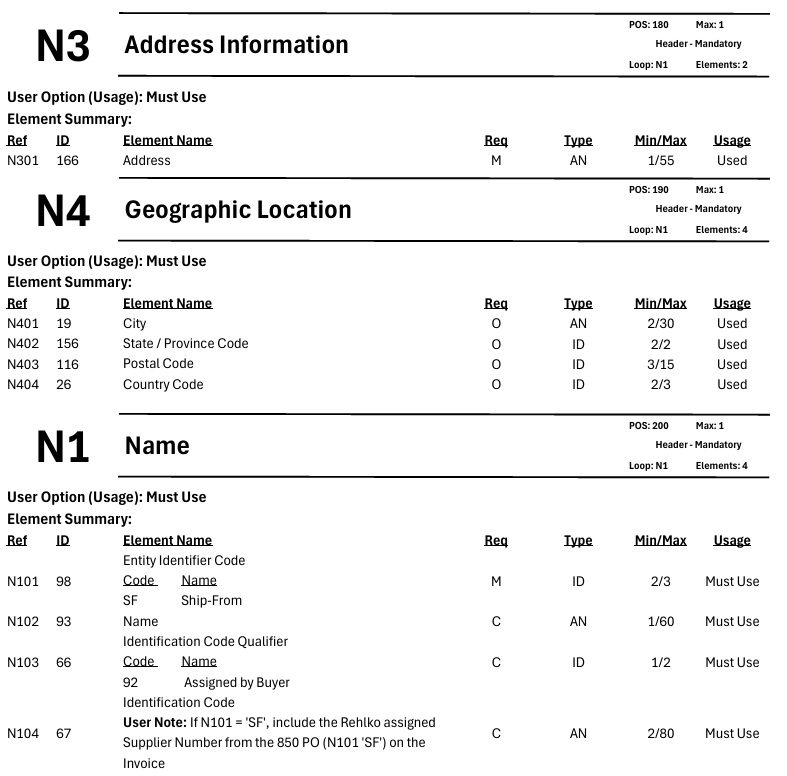 N3 Address Information POS: 180 Max: 1
Header - Mandatory
Loop: N1 Elements: 2
User Option (Usage): Must Use
Element Summary:
Ref ID Element Name Req Type Min/Max Usage
N301 166 Address M AN 1/55 Used
N4 Geographic Location POS: 190 Max: 1
Header - Mandatory
Loop: N1 Elements: 4
User Option (Usage): Must Use
Element Summary:
Ref ID Element Name Req Type Min/Max Usage
N401 19 City O AN 2/30 Used
N402 156 State / Province Code O ID 2/2 Used
N403 116 Postal Code O ID 3/15 Used
N404 26 Country Code O ID 2/3 Used
N1 Name POS: 200 Max: 1
Header - Mandatory
Loop: N1 Elements: 4
User Option (Usage): Must Use
Element Summary:
Ref ID Element Name Req Type Min/Max Usage
Entity Identifier Code
N101 98 Code Name M ID 2/3 Must Use
SF Ship-From
N102 93 Name C AN 1/60 Must Use
Identification Code Qualifier
N103 66 Code Name C ID 1/2 Must Use
92 Assigned by Buyer
Identification Code
User Note: If N101 = 'SF', include the Rehlko assigned
N104 67 Supplier Number from the 850 PO (N101 'SF') on the C AN 2/80 Must Use
Invoice